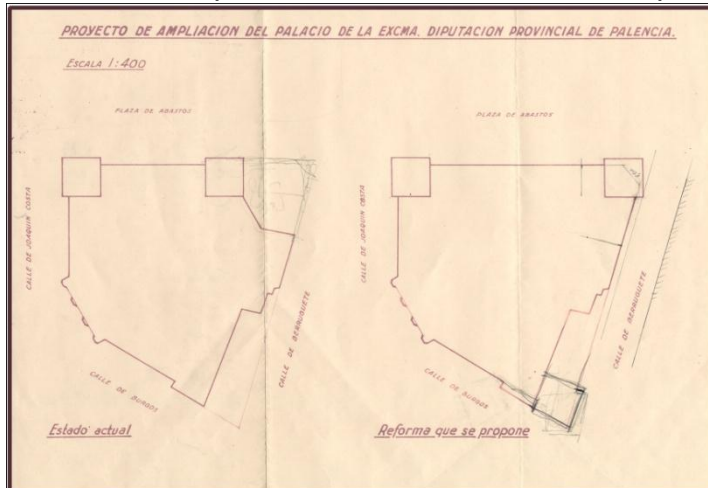 PROYECTO DE AMPLIACION DEL PALACIO DE LA EXCMA. DIPUTACION PROVINCIAL DE PALENCIA.
ESCALA 1:400
PLAZA DE ABASTOS
PLAZA DE ABASTOS
CALLE DE JOAQUIN COSTA
CALLE DE BERRUGUETE
CALLE DE BURGOS
CALLE DE JOAQUIN COSTA
CALLE DE BERRUGUETE
CALLE DE BURGOS
Estado actual
Reforma que se propone